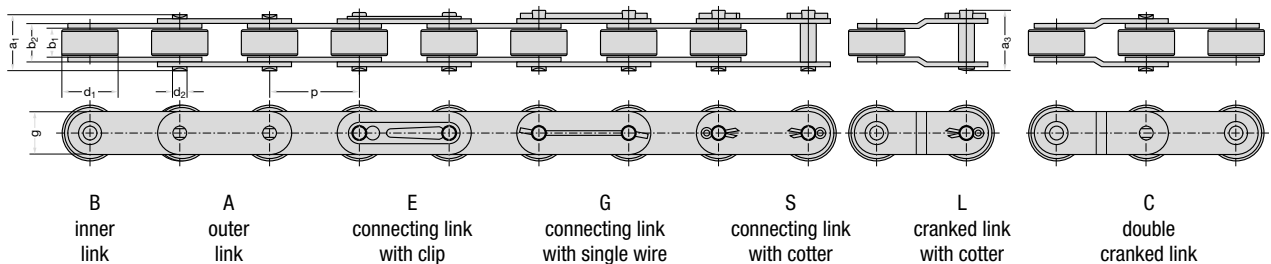 a₁
b₂
b₁
a₃
d₁
d₂
p
g
B
inner
link
A
outer
link
E
connecting link
with clip
G
connecting link
with single wire
S
connecting link
with cotter
L
cranked link
with cotter
C
double
cranked link